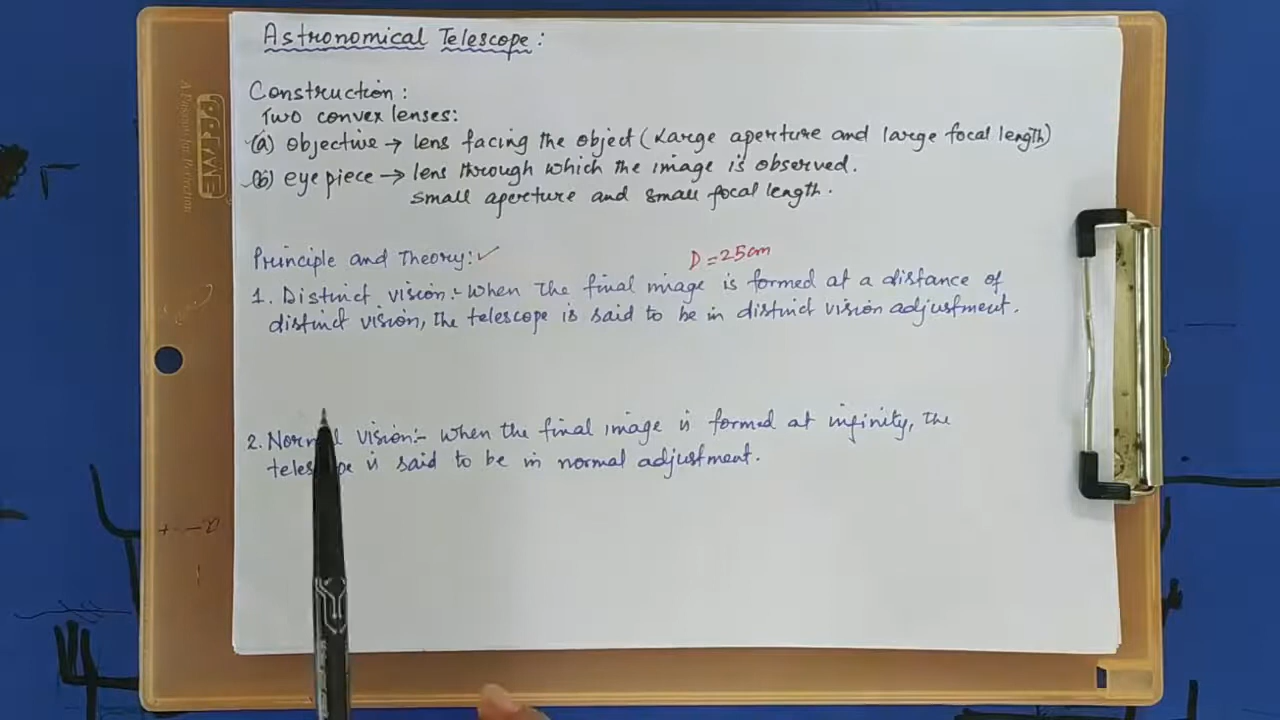 Astronomical Telescope:
Construction:
Two convex lenses:
(a) objective → lens facing the object (Large aperture and large focal length)
(b) eye piece → lens through which the image is observed.
small aperture and small focal length.
Principle and Theory:- ✓
D = 25cm
1. Distinct vision:- When the final image is formed at a distance of
distinct vision, the telescope is said to be in distinct vision adjustment.
2. Normal vision:- When the final image is formed at infinity, the
telescope is said to be in normal adjustment.